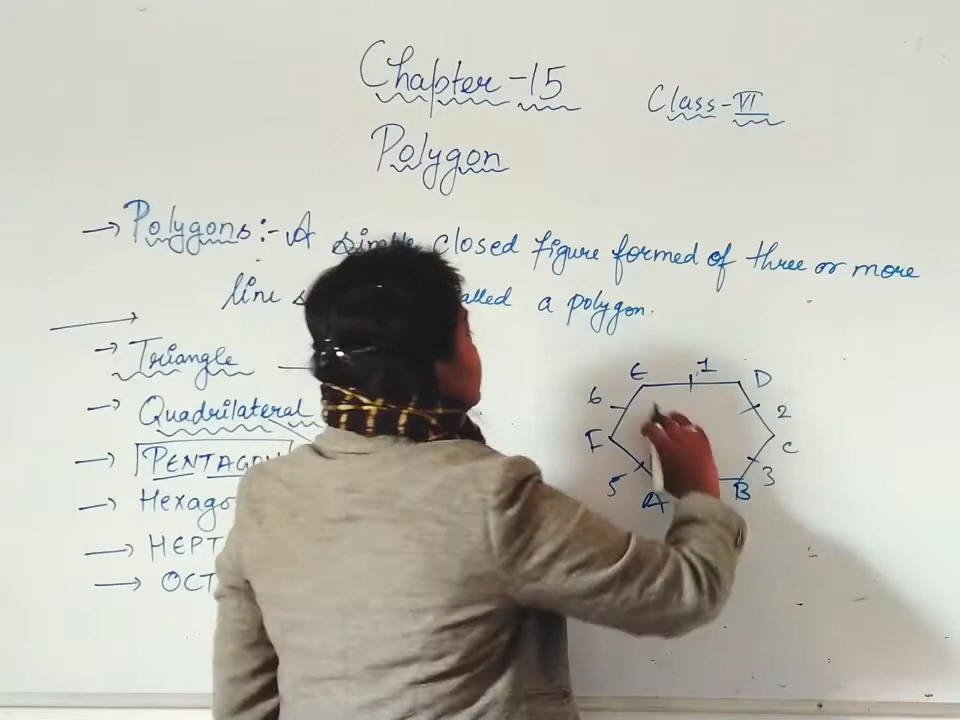 Chapter-15
Class-VI
Polygon
→ Polygons:- A simple closed figure formed of three or more
line called a polygon.
→ Triangle
→ Quadrilateral
→ PENTAGON
→ Hexago
→ HEPT
→ OCT
E 1 D
6 2
F C
5 3
A B